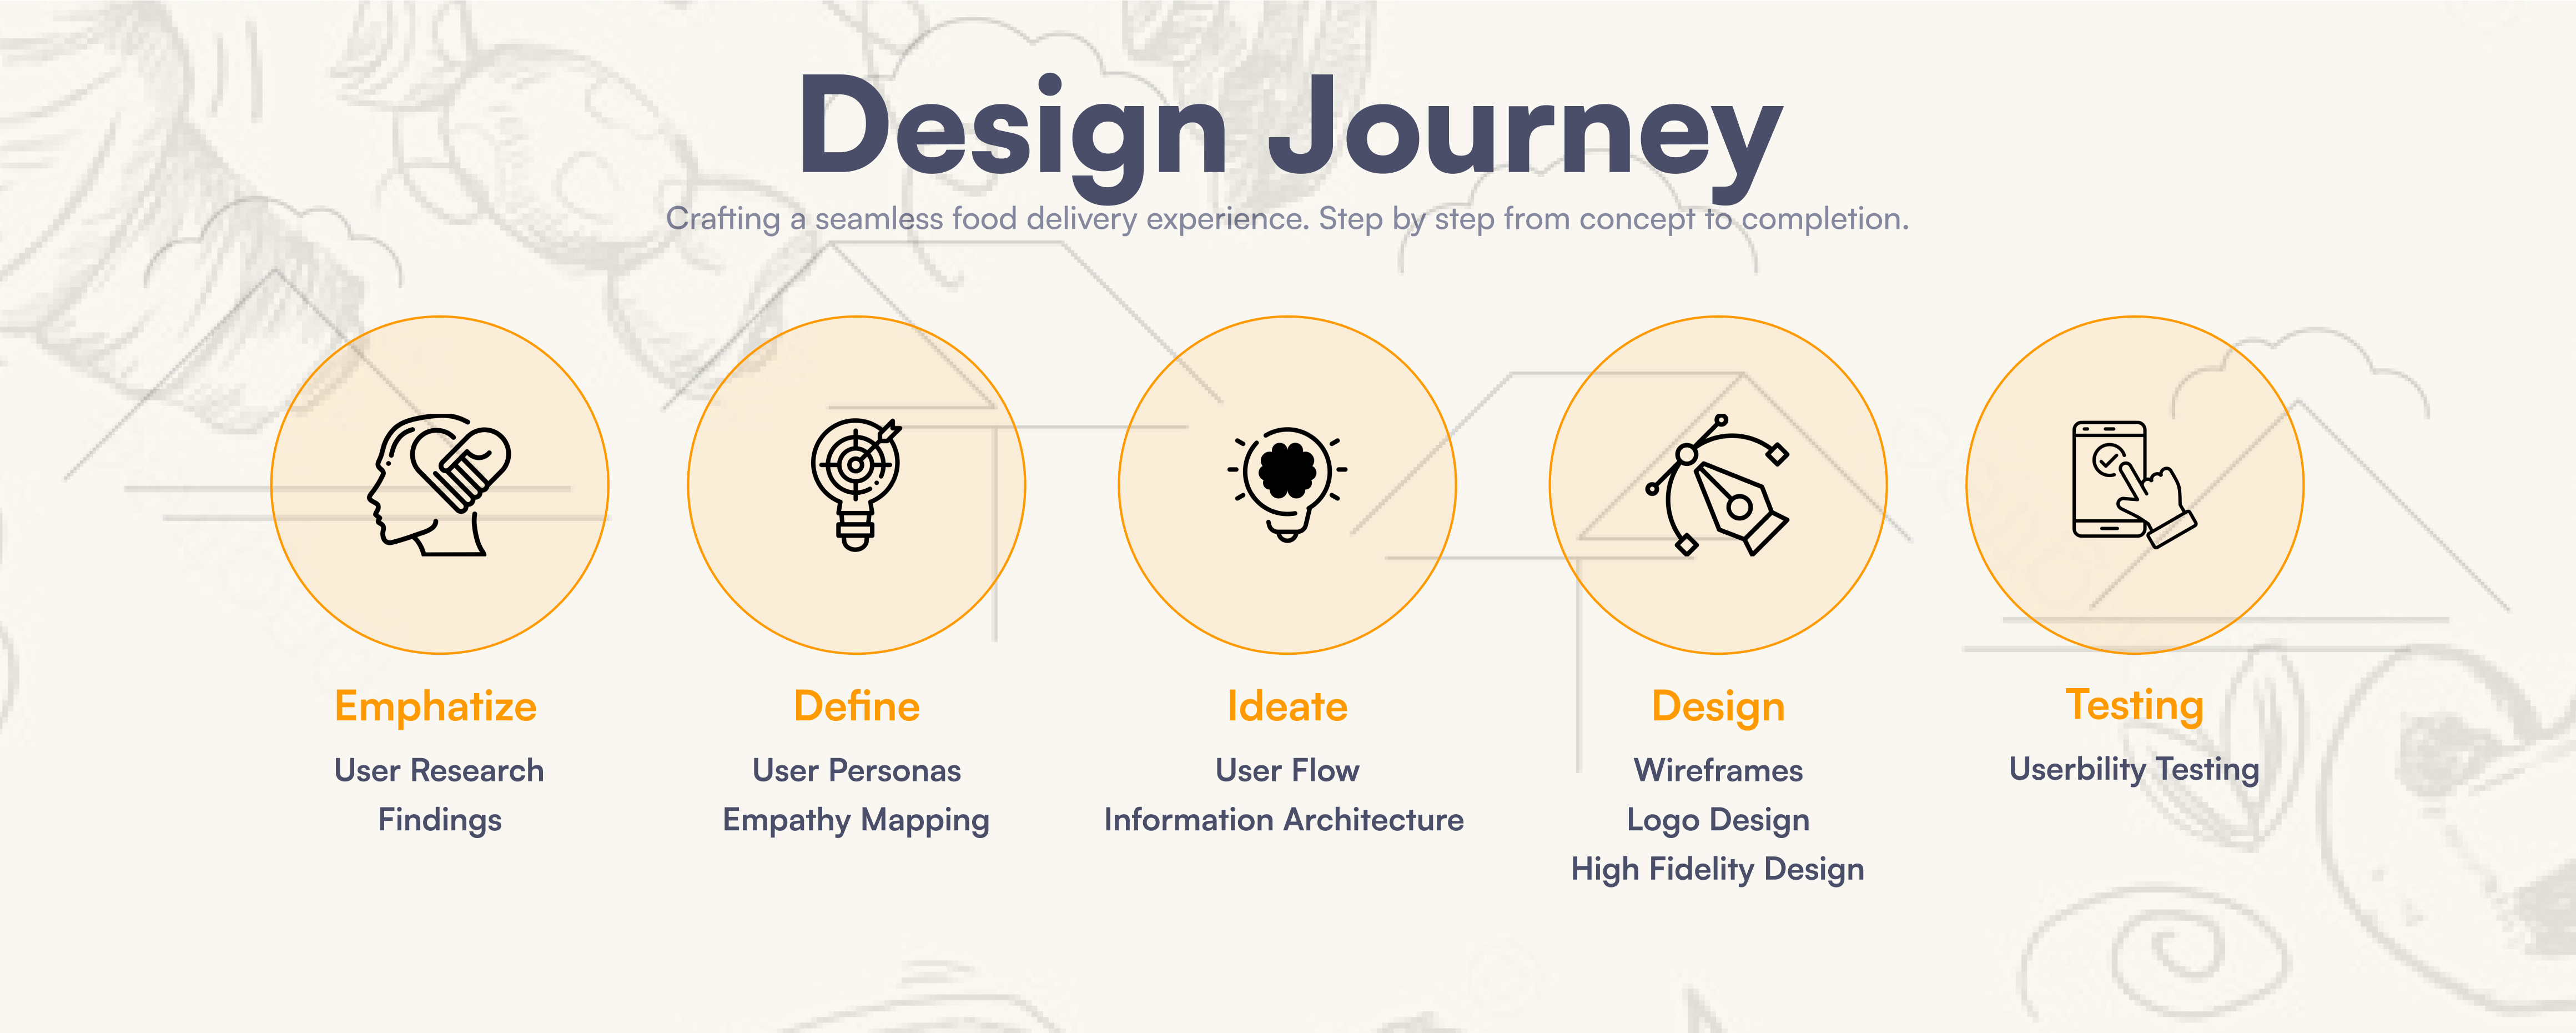 Design Journey
Crafting a seamless food delivery experience. Step by step from concept to completion.
Emphatize
User Research
Findings
Define
User Personas
Empathy Mapping
Ideate
User Flow
Information Architecture
Design
Wireframes
Logo Design
High Fidelity Design
Testing
Userbility Testing